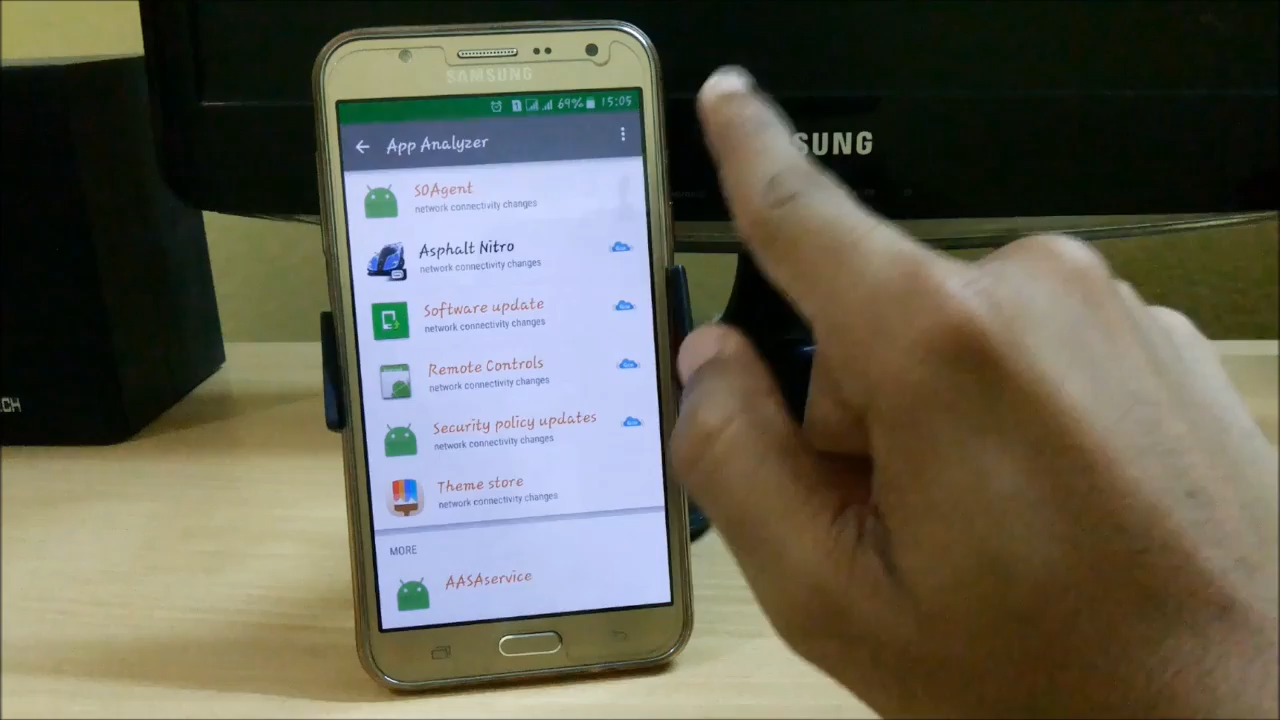 SAMSUNG
69% 15:05
App Analyzer
SOAgent
network connectivity changes
Asphalt Nitro
network connectivity changes
Software update
network connectivity changes
Remote Controls
network connectivity changes
Security policy updates
network connectivity changes
Theme store
network connectivity changes
MORE
AASAservice
SUNG
CH